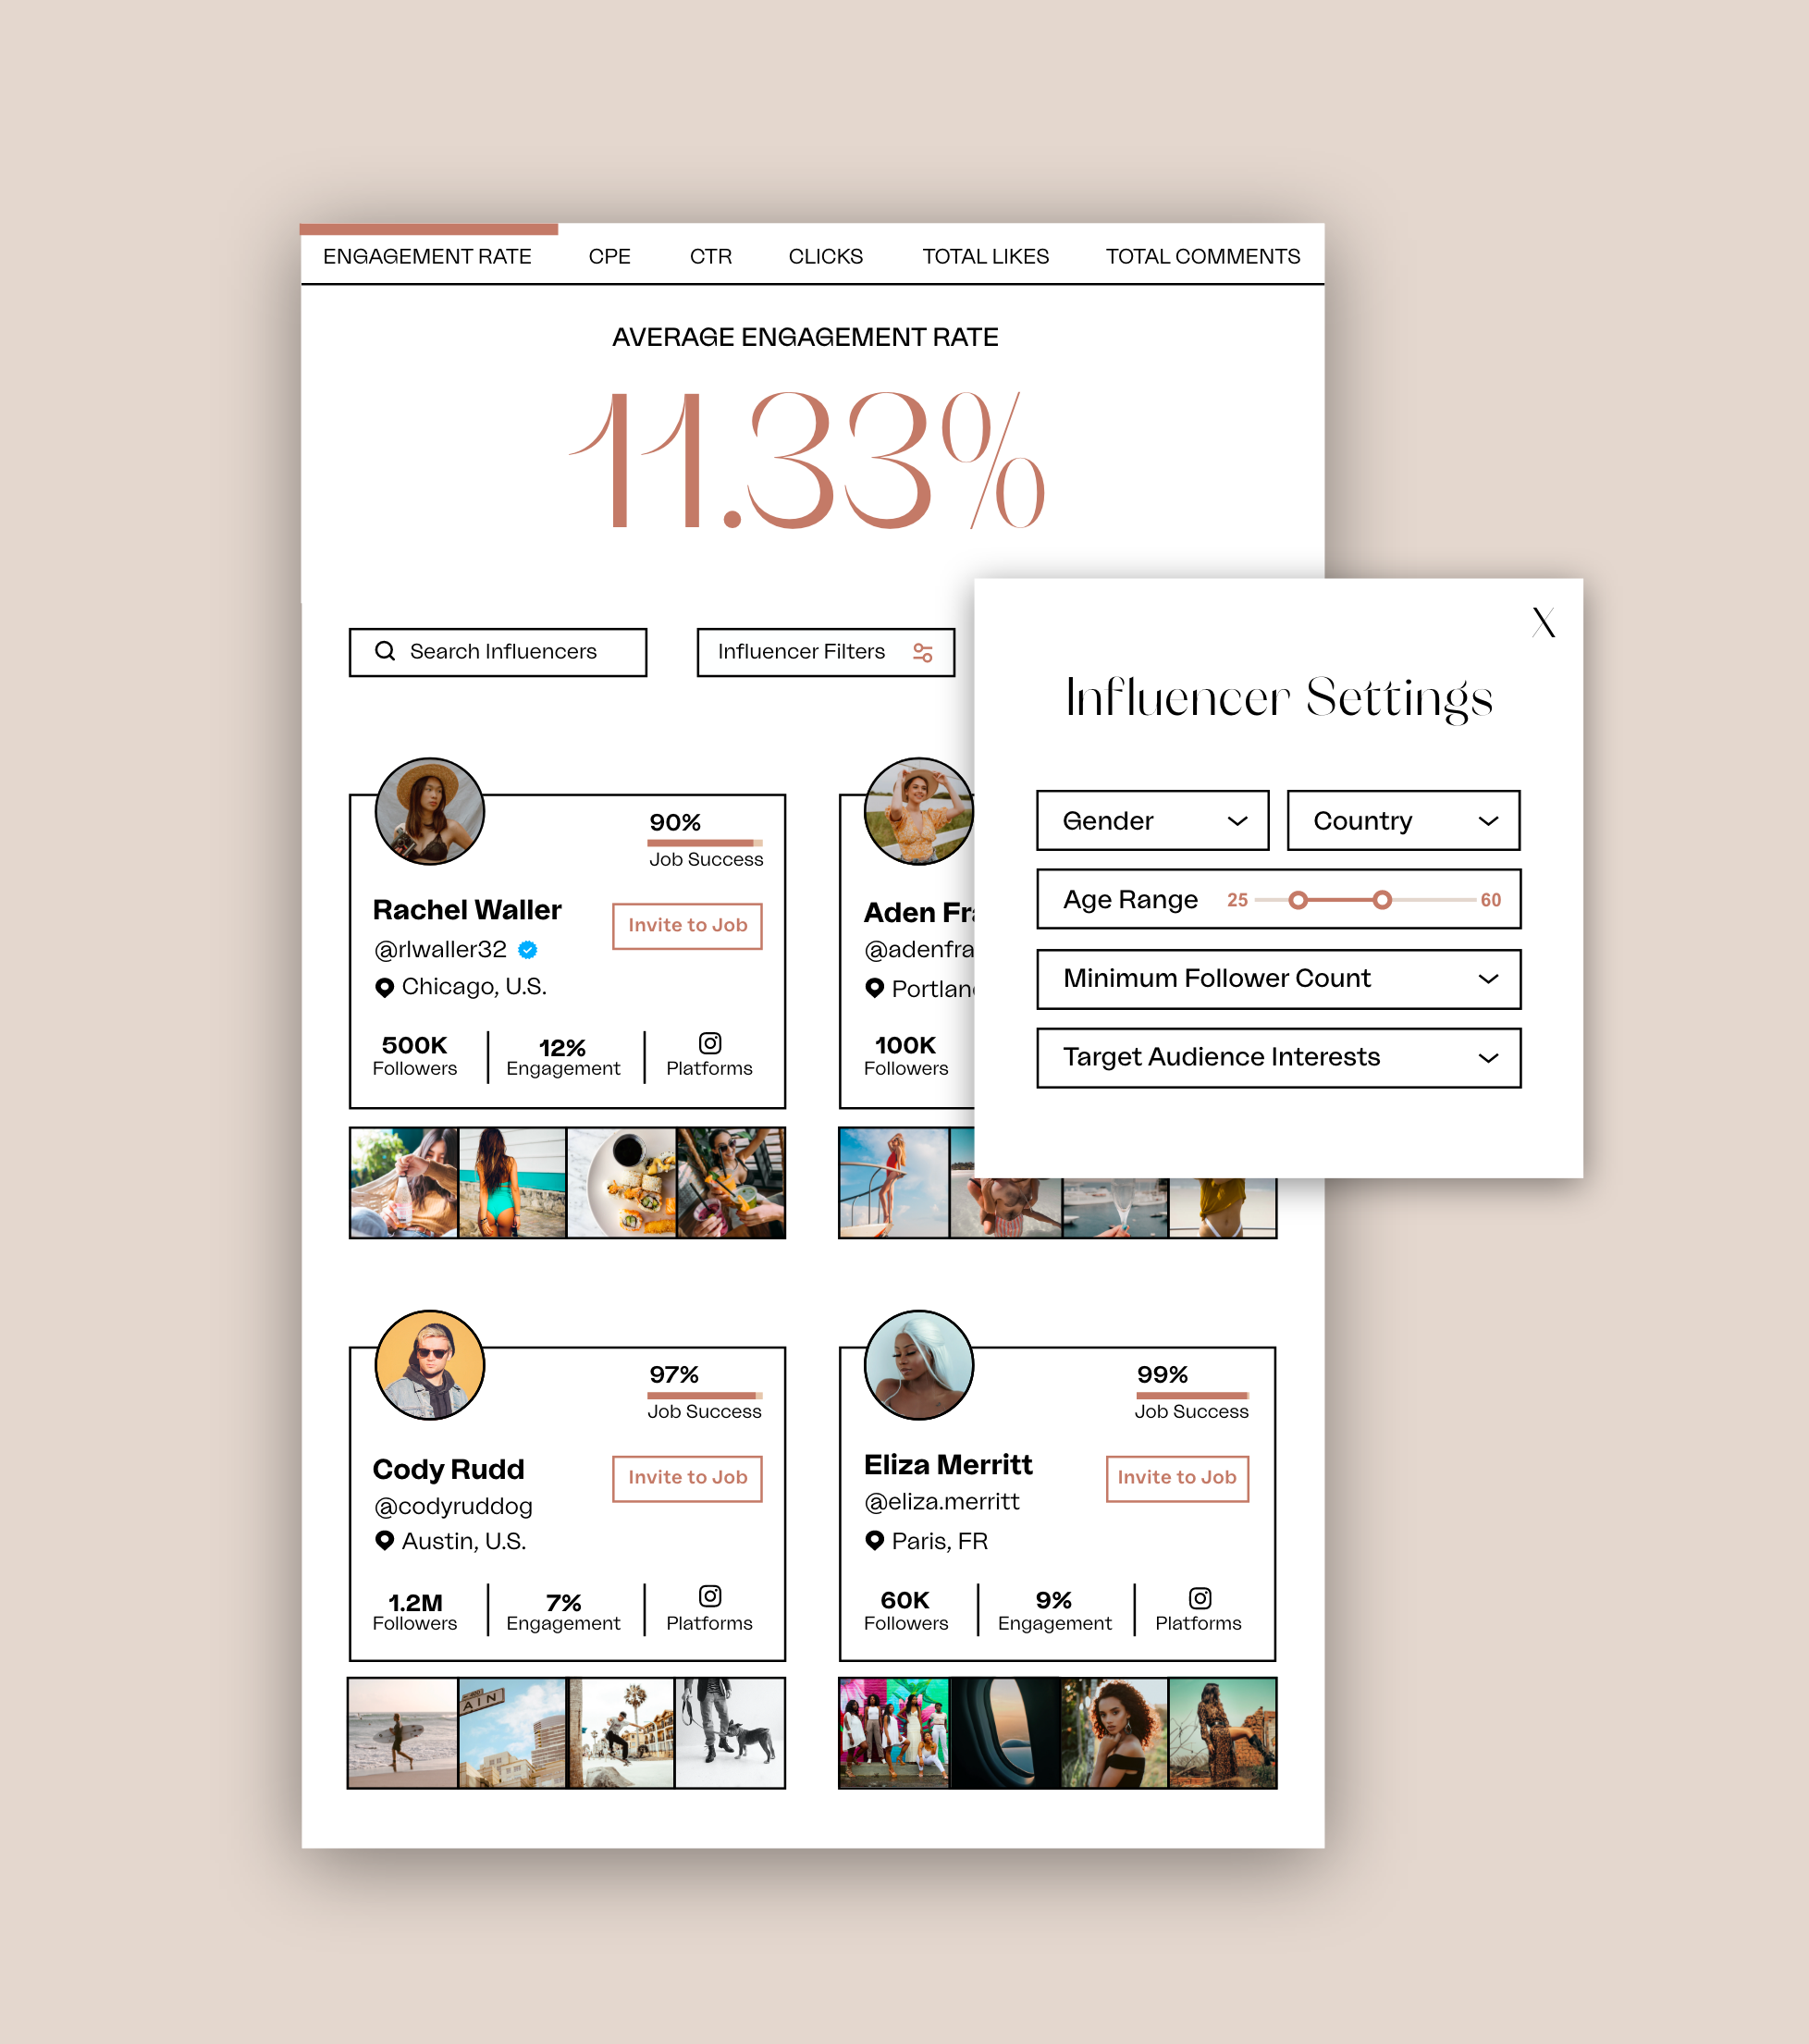 ENGAGEMENT RATE CPE CTR CLICKS TOTAL LIKES TOTAL COMMENTS
AVERAGE ENGAGEMENT RATE
11.33%
Search Influencers Influencer Filters
X
Influencer Settings
Gender Country
Age Range 25 60
Minimum Follower Count
Target Audience Interests
90%
Job Success
Rachel Waller
Invite to Job
@rlwaller32
Chicago, U.S.
500K 12%
Followers Engagement Platforms
Aden Fra
@adenfra
Portlan
100K
Followers
97%
Job Success
Cody Rudd
Invite to Job
@codyruddog
Austin, U.S.
1.2M 7%
Followers Engagement Platforms
AIN
99%
Job Success
Eliza Merritt
Invite to Job
@eliza.merritt
Paris, FR
60K 9%
Followers Engagement Platforms